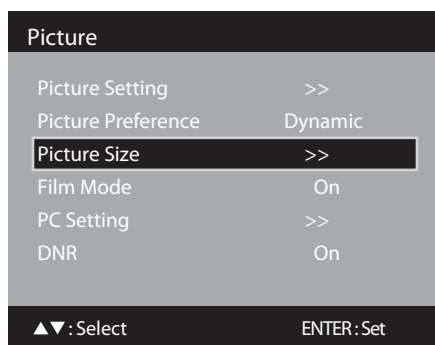 Picture
Picture Setting >>
Picture Preference Dynamic
Picture Size >>
Film Mode On
PC Setting >>
DNR On
▲▼: Select ENTER: Set